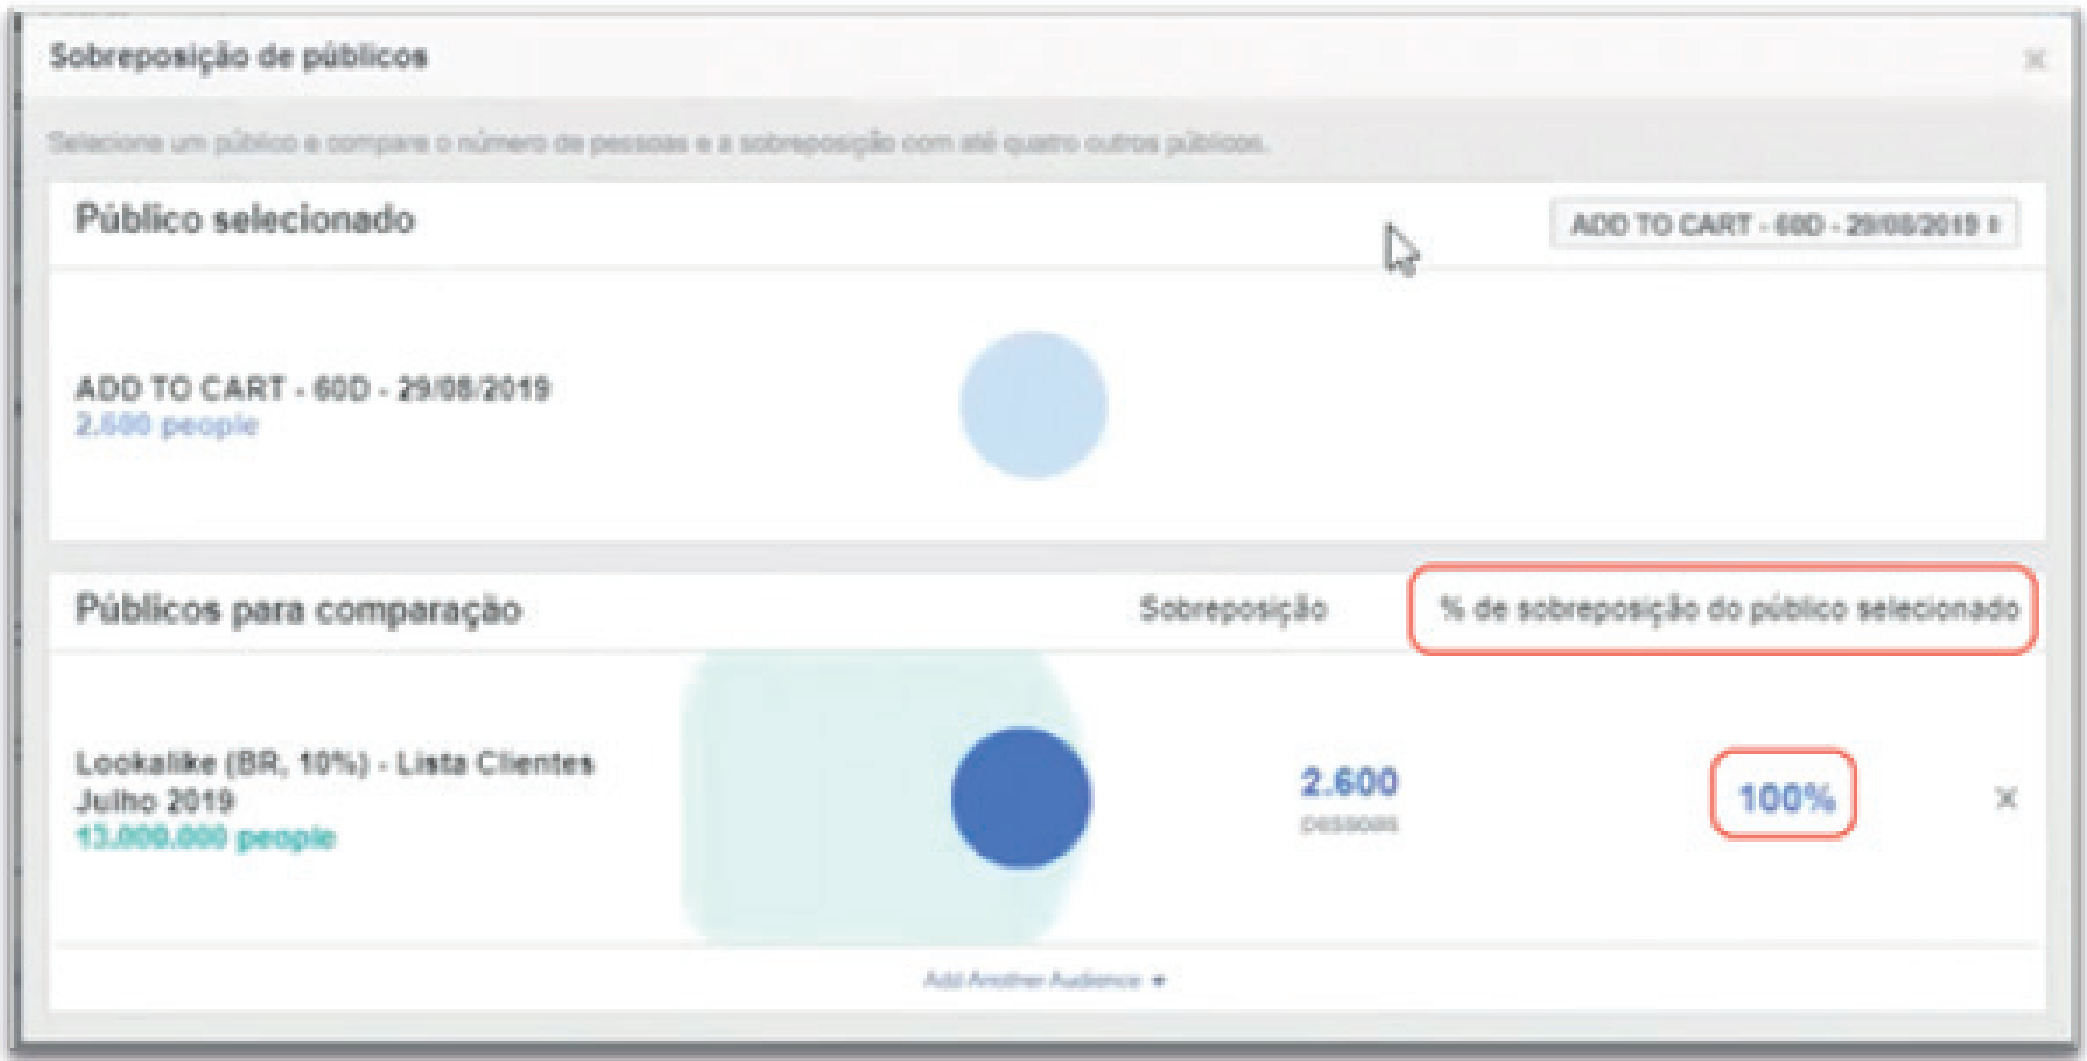 Sobreposição de públicos
Selecione um público e compare o número de pessoas e a sobreposição com até quatro outros públicos.
Público selecionado
ADD TO CART - 60D - 29/08/2019
ADD TO CART - 60D - 29/08/2019
2.600 people
Públicos para comparação
Sobreposição
% de sobreposição do público selecionado
Lookalike (BR, 10%) - Lista Clientes
Julho 2019
13.000.000 people
2.600
pessoas
100%
Add Another Audience